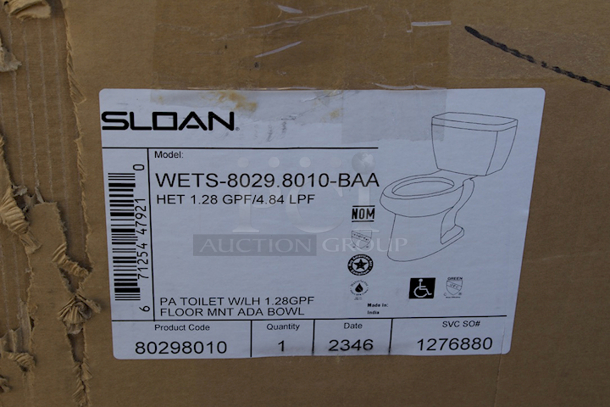 SLOAN
Model:
WETS-8029.8010-BAA
HET 1.28 GPF/4.84 LPF
NOM
AUCTION GROUP
Made in
India
PA TOILET W/LH 1.28GPF
FLOOR MNT ADA BOWL
6 71254 47921 0
Product Code
Quantity
Date
SVC SO#
80298010
1
2346
1276880